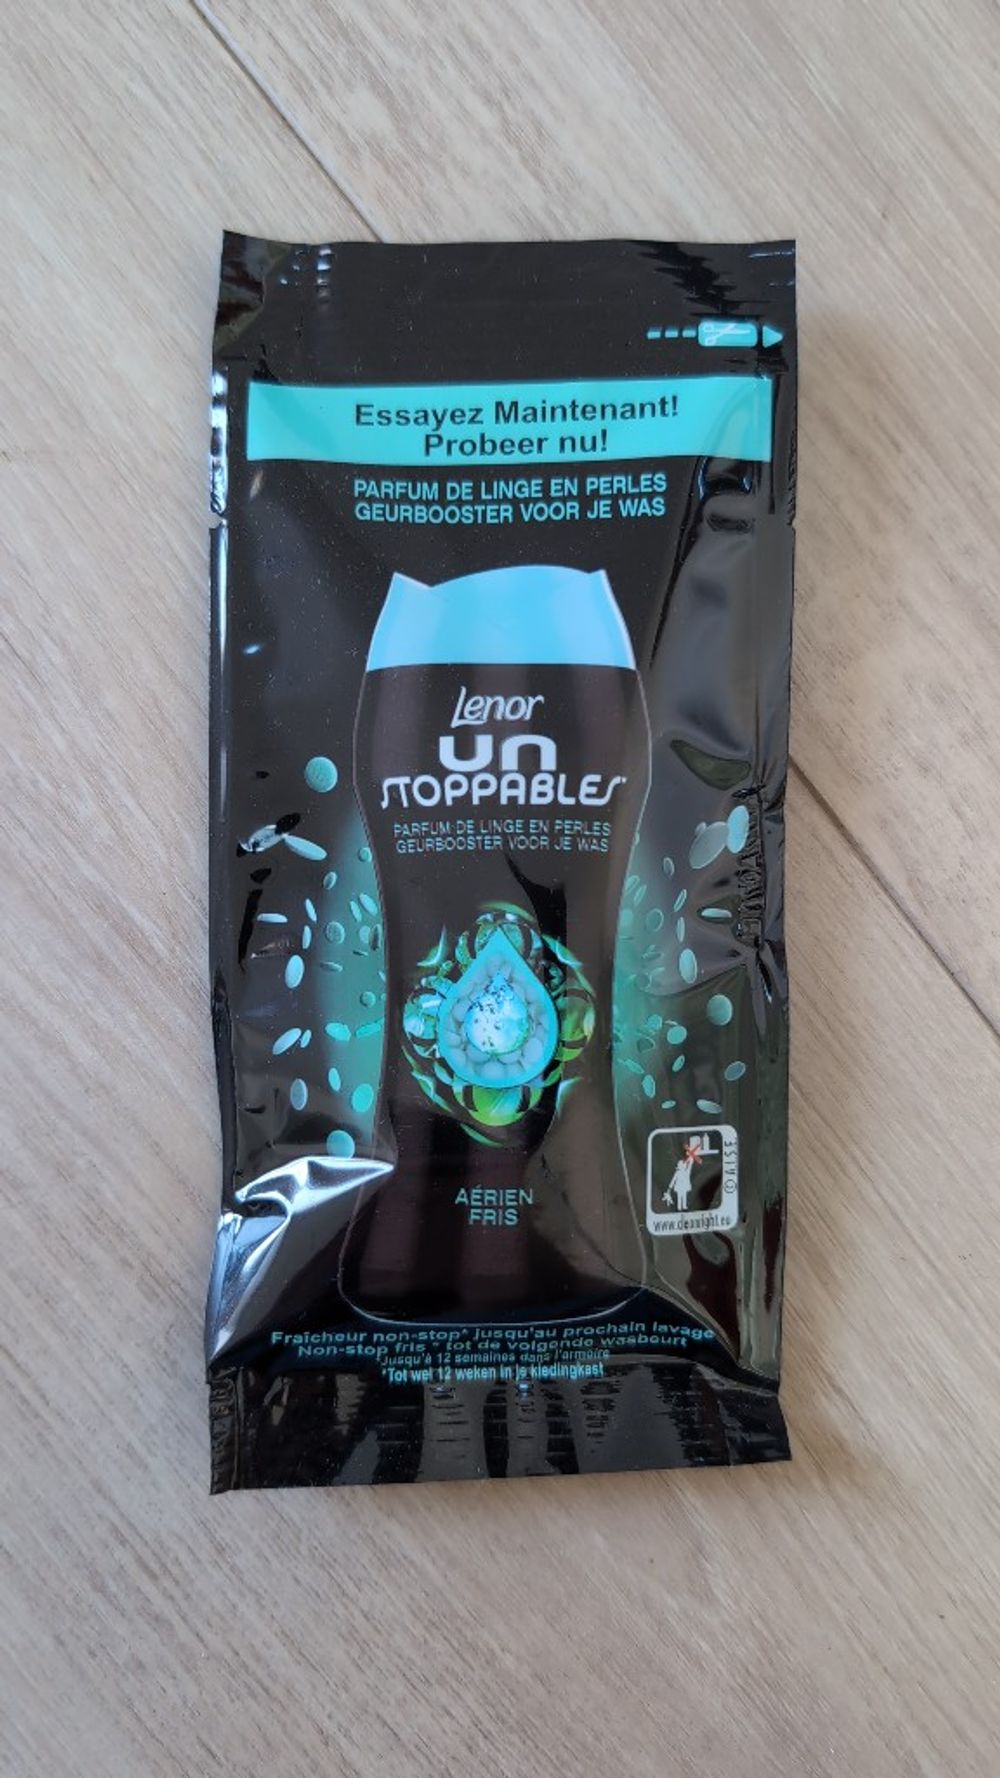 Essayez Maintenant!
Probeer nu!
PARFUM DE LINGE EN PERLES
GEURBOOSTER VOOR JE WAS
Lenor
UN
STOPPABLES
PARFUM DE LINGE EN PERLES
GEURBOOSTER VOOR JE WAS
AÉRIEN
FRIS
© A.I.S.E.
www.cleanright.eu
Fraîcheur non-stop* jusqu'au prochain lavage
Non-stop fris * tot de volgende wasbeurt
*Jusqu'à 12 semaines dans l'armoire
*Tot wel 12 weken in je kledingkast